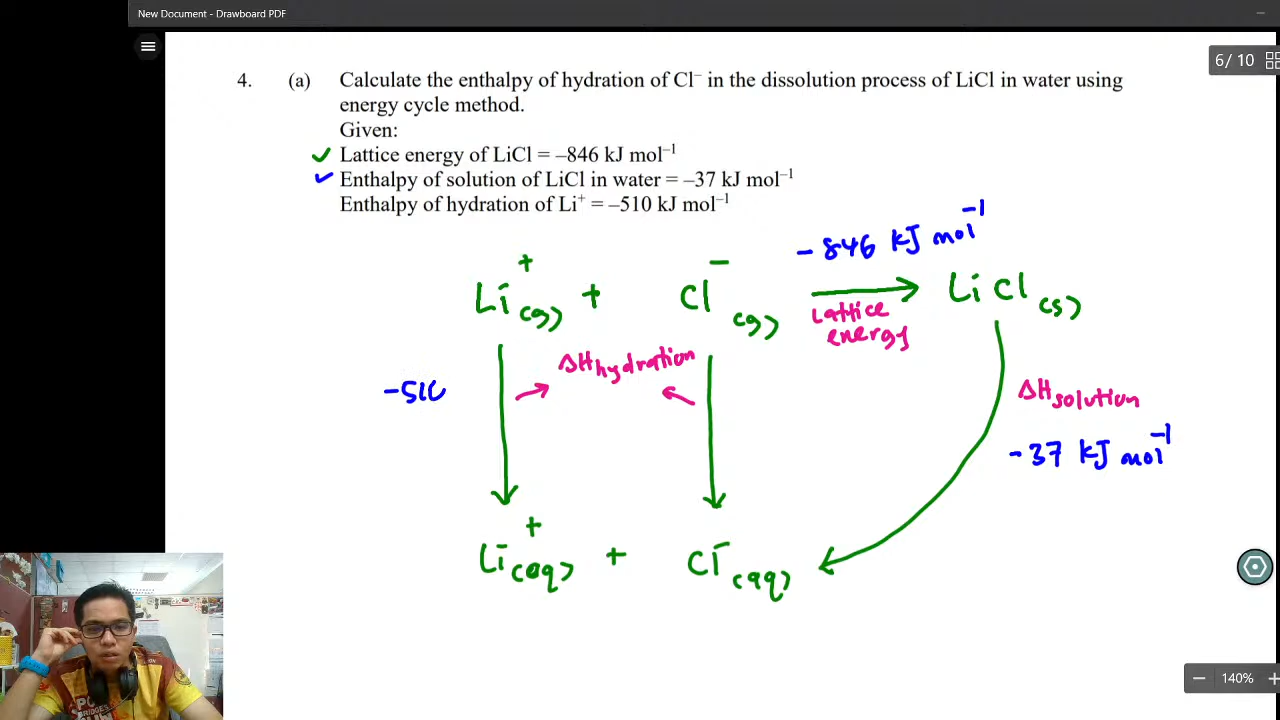 New Document - Drawboard PDF
6 / 10
4. (a) Calculate the enthalpy of hydration of Cl⁻ in the dissolution process of LiCl in water using
energy cycle method.
Given:
Lattice energy of LiCl = –846 kJ mol⁻¹
Enthalpy of solution of LiCl in water = –37 kJ mol⁻¹
Enthalpy of hydration of Li⁺ = –510 kJ mol⁻¹
-846 kJ mol⁻¹
Li⁺(g) + Cl⁻(g) → LiCl(s)
Lattice
energy
ΔHhydration
-510
ΔHsolution
-37 kJ mol⁻¹
Li⁺(aq) + Cl⁻(aq)
140%